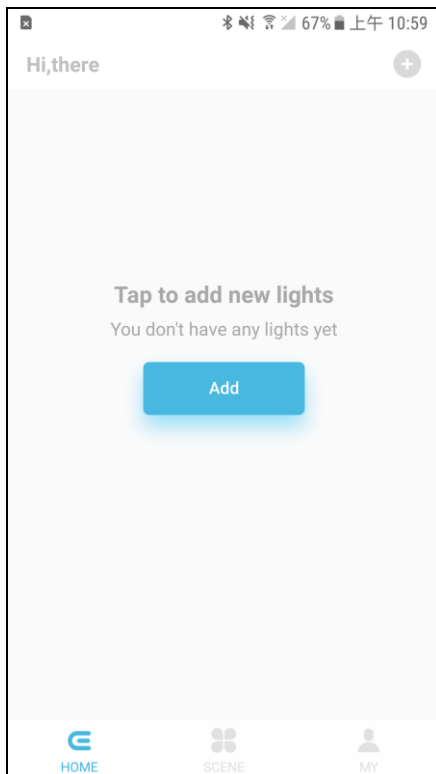 67% 上午 10:59
Hi,there
Tap to add new lights
You don't have any lights yet
Add
HOME SCENE MY